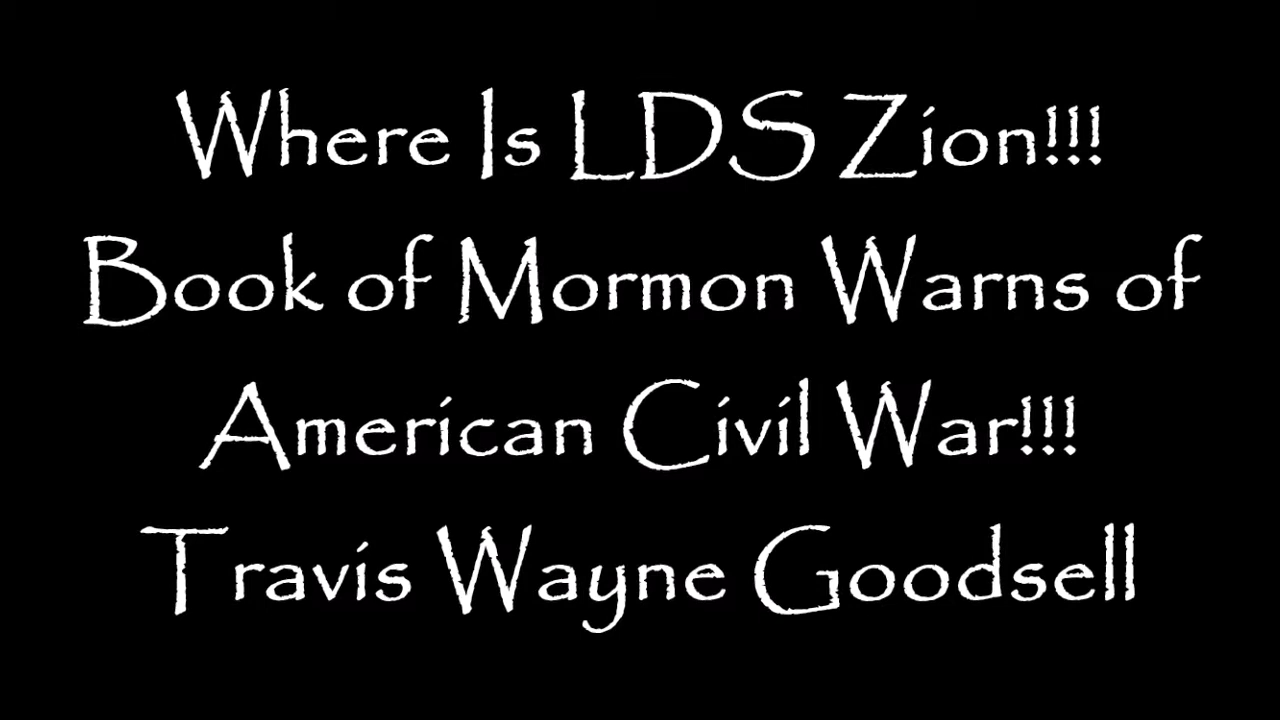 Where Is LDS Zion!!!
Book of Mormon Warns of
American Civil War!!!
Travis Wayne Goodsell